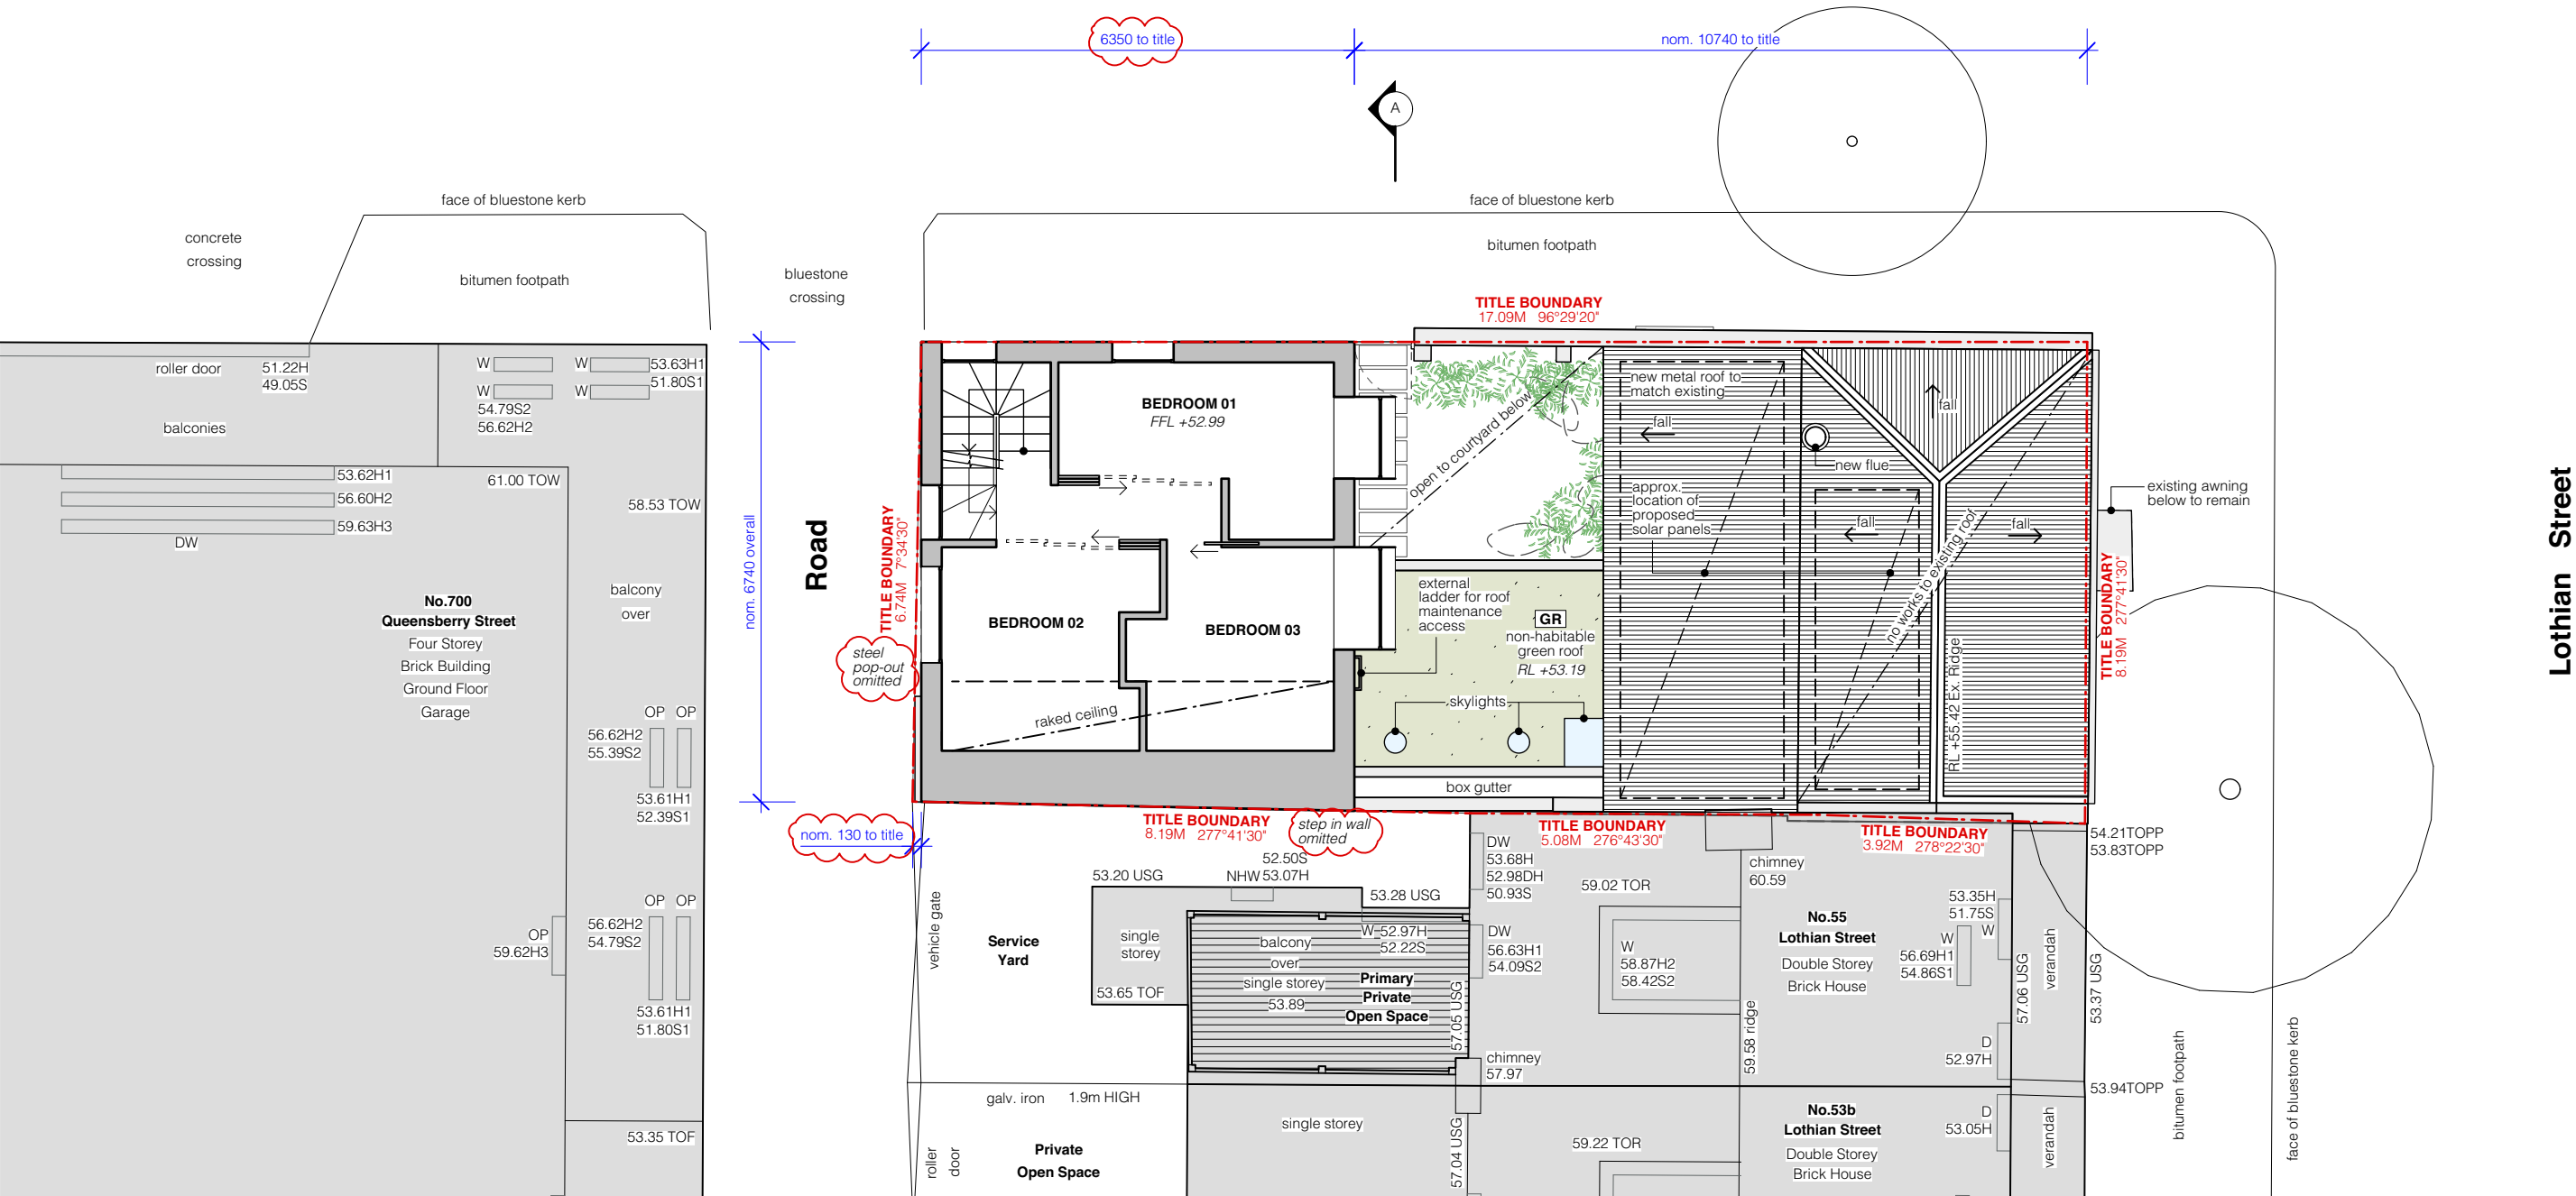 6350 to title
nom. 10740 to title
A
face of bluestone kerb
face of bluestone kerb
concrete
crossing
bitumen footpath
bluestone
crossing
bitumen footpath
TITLE BOUNDARY
17.09M 96°29'20"
roller door
51.22H
49.05S
balconies
W
W
54.79S2
56.62H2
W
W
53.63H1
51.80S1
53.62H1
56.60H2
59.63H3
DW
61.00 TOW
58.53 TOW
No.700
Queensberry Street
Four Storey
Brick Building
Ground Floor
Garage
balcony
over
OP OP
56.62H2
55.39S2
53.61H1
52.39S1
OP OP
56.62H2
54.79S2
OP
59.62H3
53.61H1
51.80S1
53.35 TOF
nom. 6740 overall
Road
TITLE BOUNDARY
6.74M 7°34'30"
steel
pop-out
omitted
nom. 130 to title
BEDROOM 01
FFL +52.99
BEDROOM 02
BEDROOM 03
raked ceiling
open to courtyard below
external
ladder for roof
maintenance
access
GR
non-habitable
green roof
RL +53.19
skylights
box gutter
new metal roof to
match existing
fall
approx.
location of
proposed
solar panels
new flue
fall
fall
fall
no works to existing roof
RL +55.42 Ex. Ridge
existing awning
below to remain
TITLE BOUNDARY
8.19M 277°41'30"
Lothian Street
TITLE BOUNDARY
8.19M 277°41'30"
step in wall
omitted
TITLE BOUNDARY
5.08M 276°43'30"
TITLE BOUNDARY
3.92M 278°22'30"
54.21TOPP
53.83TOPP
vehicle gate
Service
Yard
53.20 USG
52.50S
NHW 53.07H
53.28 USG
single
storey
53.65 TOF
balcony
over
single storey
53.89
W 52.97H
52.22S
Primary
Private
Open Space
57.05 USG
DW
53.68H
52.98DH
50.93S
DW
56.63H1
54.09S2
59.02 TOR
W
58.87H2
58.42S2
chimney
60.59
59.58 ridge
No.55
Lothian Street
Double Storey
Brick House
53.35H
51.75S
W
W
56.69H1
54.86S1
57.06 USG
verandah
53.37 USG
D
52.97H
chimney
57.97
53.94TOPP
galv. iron 1.9m HIGH
roller
door
Private
Open Space
single storey
57.04 USG
59.22 TOR
No.53b
Lothian Street
Double Storey
Brick House
D
53.05H
verandah
bitumen footpath
face of bluestone kerb